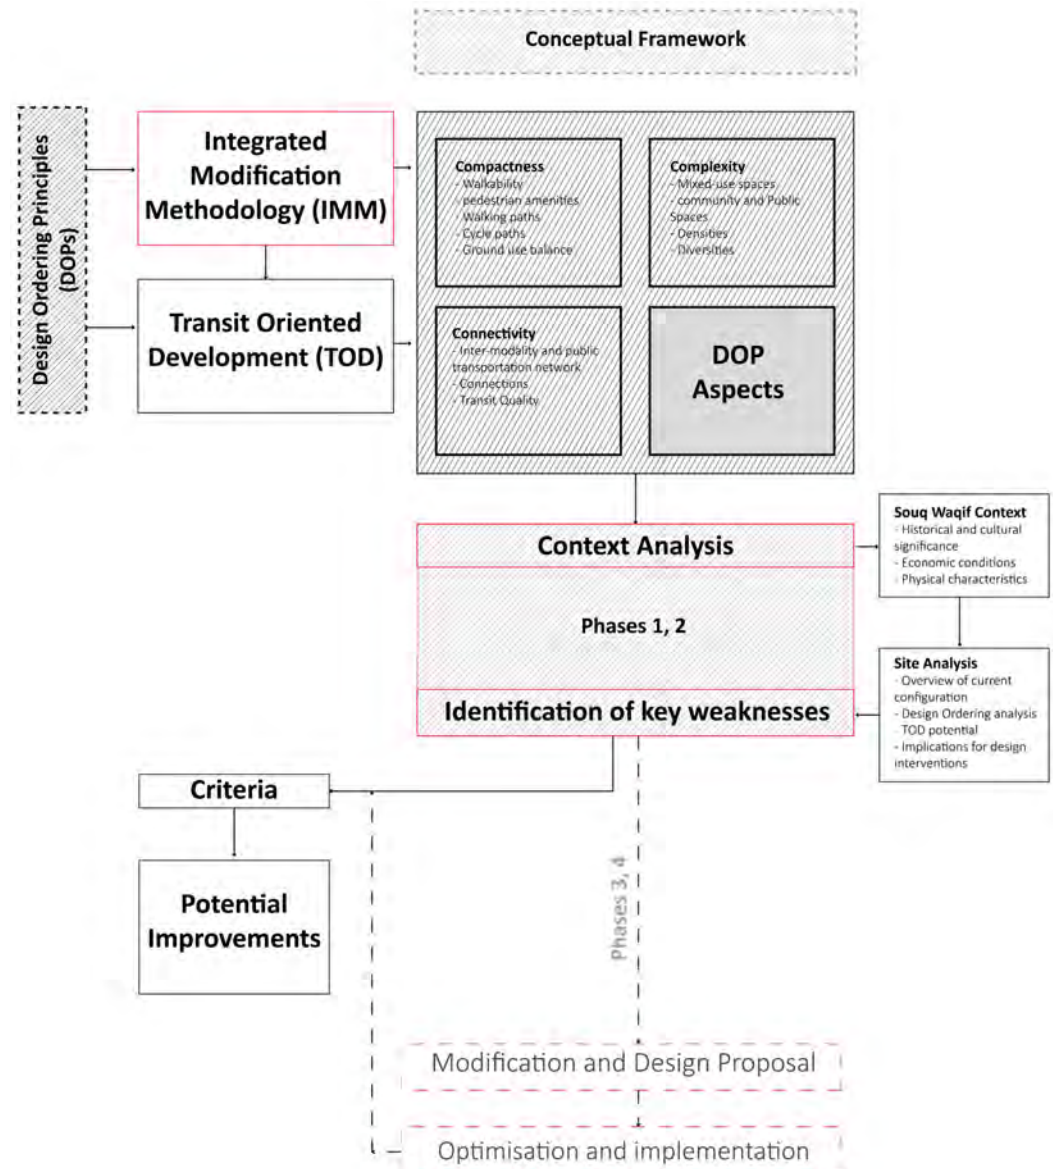 Conceptual Framework
Design Ordering Principles
(DOPs)
Integrated
Modification
Methodology (IMM)
Transit Oriented
Development (TOD)
Compactness
- Walkability
- pedestrian amenities
- Walking paths
- Cycle paths
- Ground use balance
Complexity
- Mixed-use spaces
- community and Public
Spaces
- Densities
- Diversities
Connectivity
- Inter-modality and public
transportation network
- Connections
- Transit Quality
DOP
Aspects
Context Analysis
Phases 1, 2
Identification of key weaknesses
Souq Waqif Context
- Historical and cultural
significance
- Economic conditions
- Physical characteristics
Site Analysis
- Overview of current
configuration
- Design Ordering analysis
- TOD potential
- Implications for design
interventions
Criteria
Potential
Improvements
Phases 3, 4
Modification and Design Proposal
Optimisation and implementation